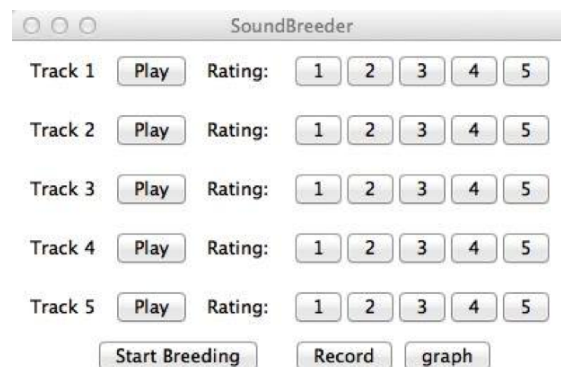 SoundBreeder
Track 1 Play Rating: 1 2 3 4 5
Track 2 Play Rating: 1 2 3 4 5
Track 3 Play Rating: 1 2 3 4 5
Track 4 Play Rating: 1 2 3 4 5
Track 5 Play Rating: 1 2 3 4 5
Start Breeding Record graph